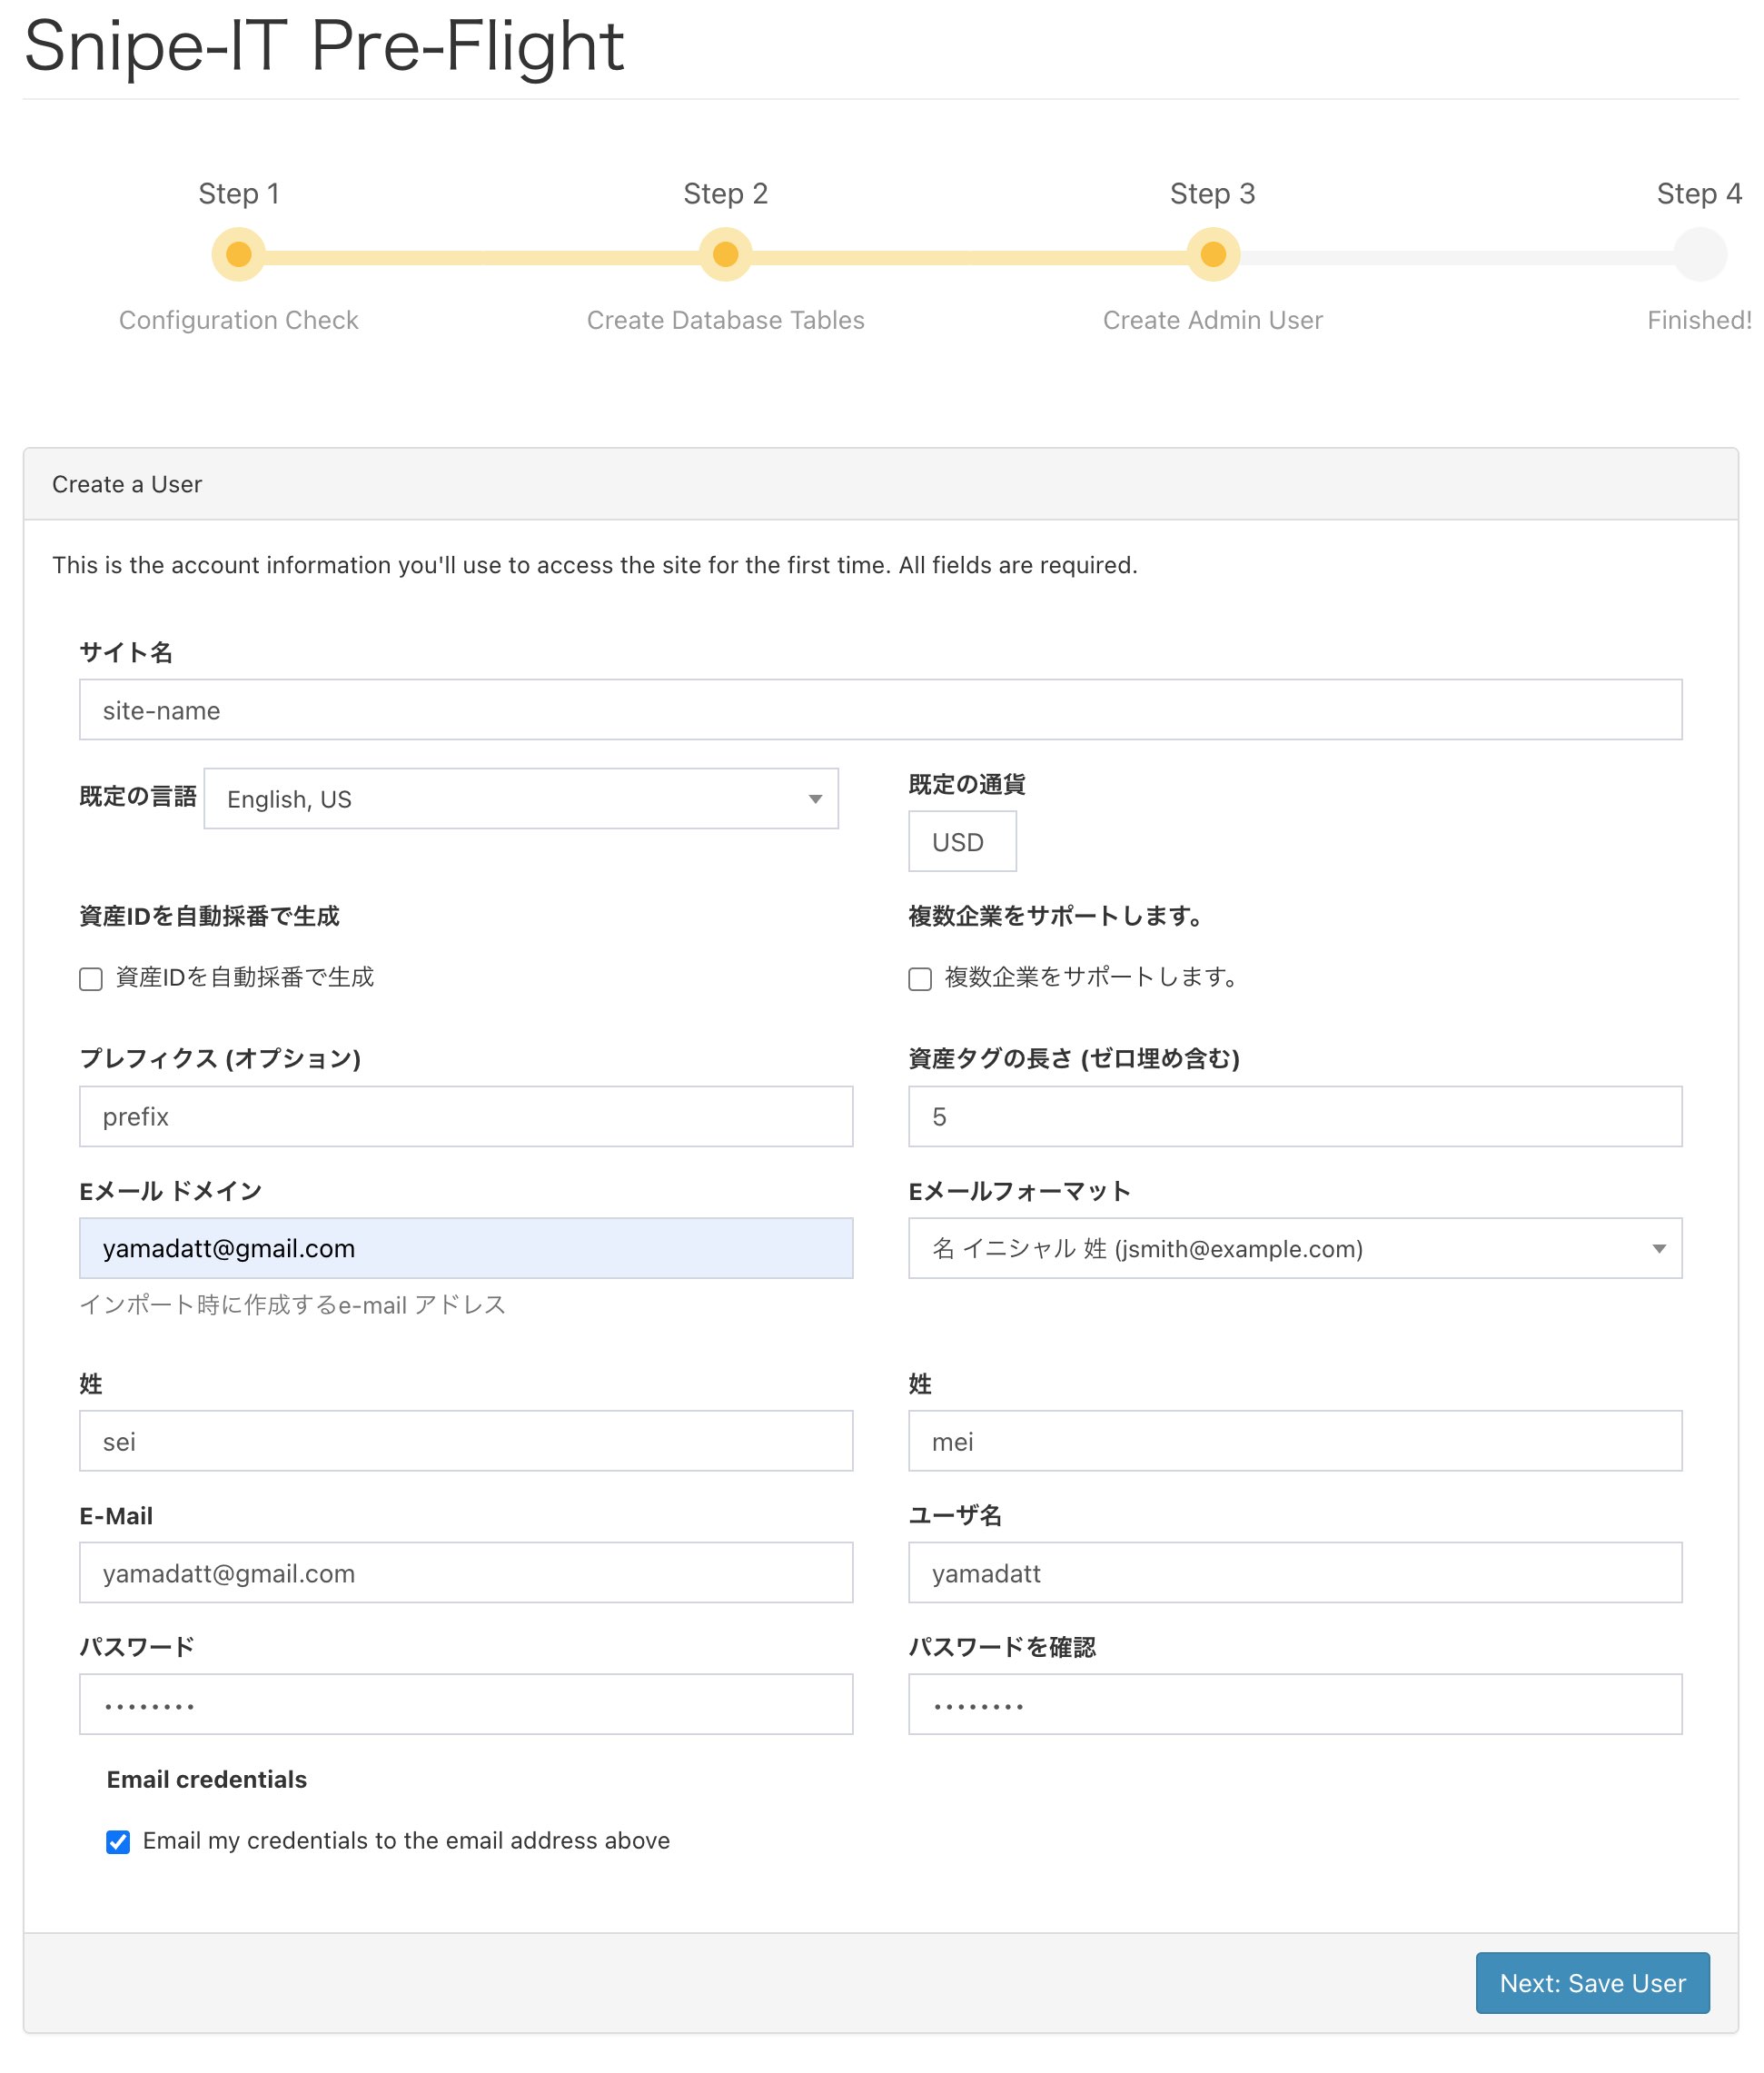 Snipe-IT Pre-Flight
Step 1
Step 2
Step 3
Step 4
Configuration Check
Create Database Tables
Create Admin User
Finished!
Create a User
This is the account information you'll use to access the site for the first time. All fields are required.
サイト名
site-name
既定の言語
English, US
既定の通貨
USD
資産IDを自動採番で生成
複数企業をサポートします。
資産IDを自動採番で生成
複数企業をサポートします。
プレフィクス (オプション)
資産タグの長さ (ゼロ埋め含む)
prefix
5
Eメール ドメイン
Eメールフォーマット
yamadatt@gmail.com
名 イニシャル 姓 (jsmith@example.com)
インポート時に作成するe-mail アドレス
姓
姓
sei
mei
E-Mail
ユーザ名
yamadatt@gmail.com
yamadatt
パスワード
パスワードを確認
••••••••
••••••••
Email credentials
Email my credentials to the email address above
Next: Save User